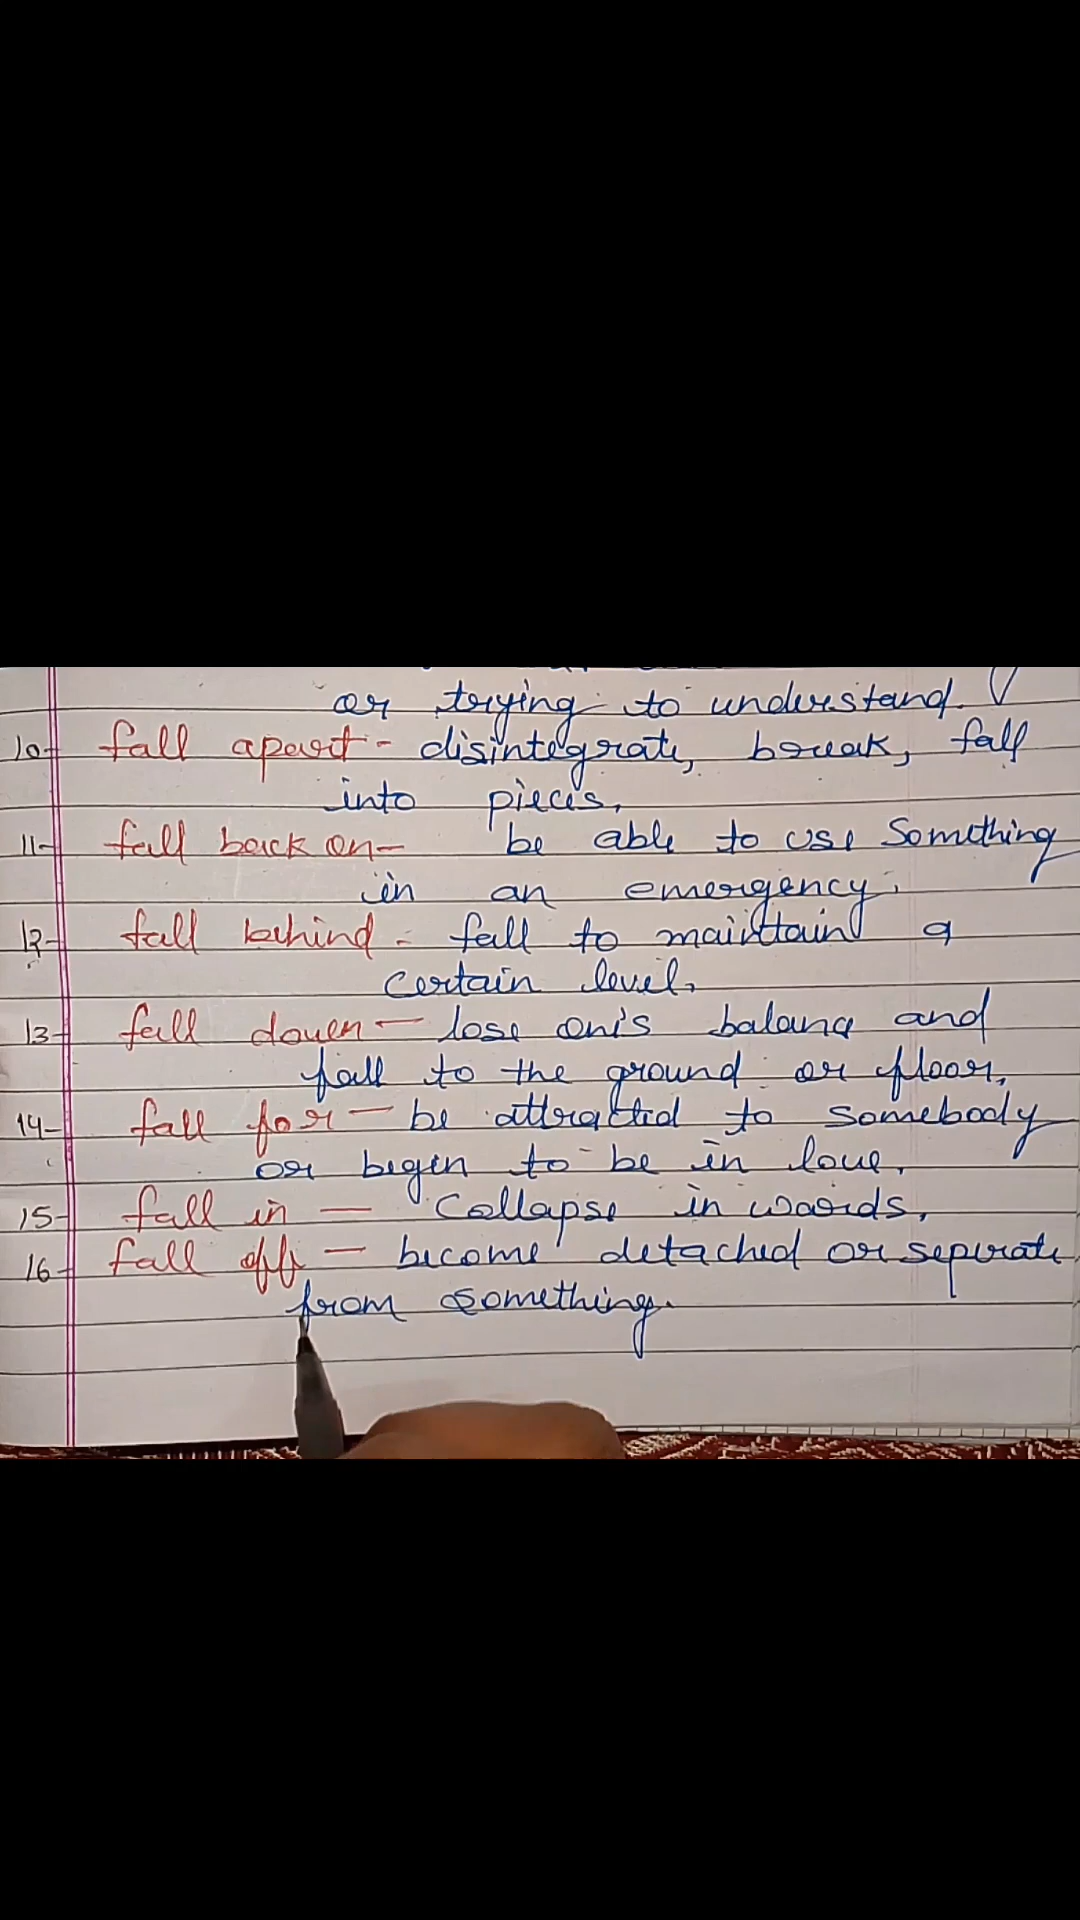 or trying to understand.
10- fall apart - disintegrate, break, fall
into pieces.
11- fall back on- be able to use Something
in an emergency.
12- fall behind - fall to maintain a
certain level.
13- fall down - lose one's balance and
fall to the ground or floor.
14- fall for - be attracted to somebody
or begin to be in love.
15- fall in - Collapse in wards.
16- fall off - become detached or seperate
from something.